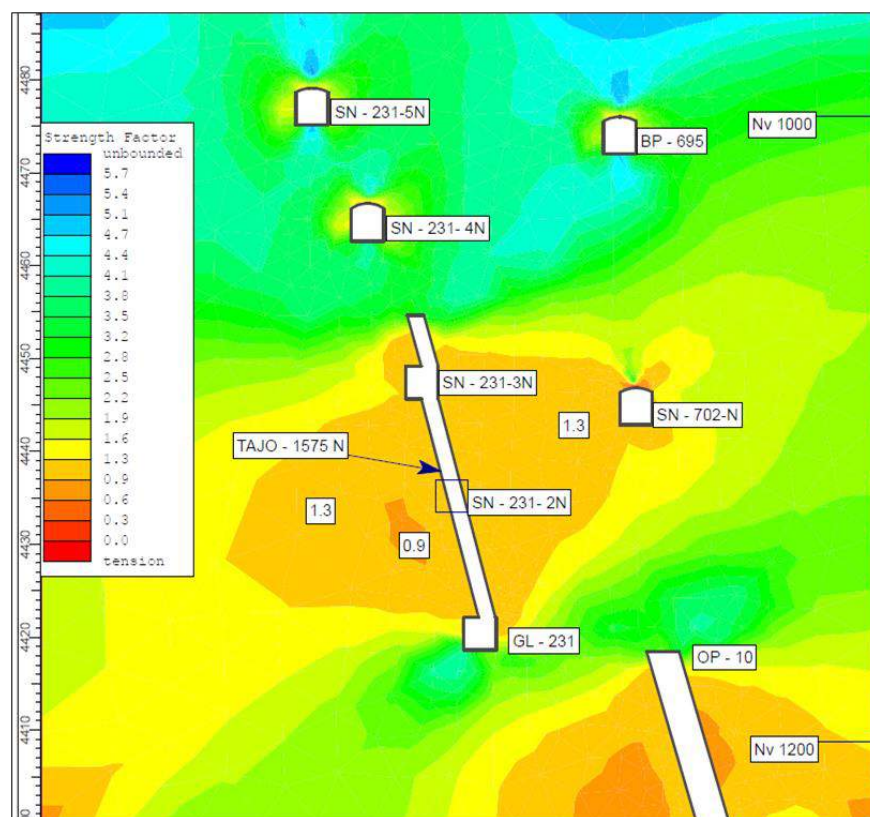 4480
SN - 231-5N
BP - 695
Nv 1000
Strength Factor
unbounded
5.7
5.4
5.1
4.7
4.4
4.1
3.8
3.5
3.2
2.8
2.5
2.2
1.9
1.6
1.3
0.9
0.6
0.3
0.0
tension
4470
SN - 231- 4N
4460
4450
SN - 231-3N
SN - 702-N
4440
1.3
TAJO - 1575 N
SN - 231- 2N
1.3
0.9
4430
4420
GL - 231
OP - 10
4410
Nv 1200